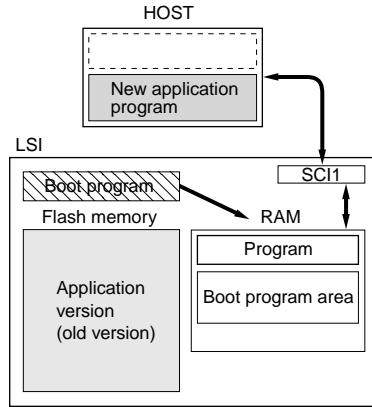 HOST
New application
program
LSI
SCI1
Boot program
Flash memory
RAM
Program
Application
version
(old version)
Boot program area